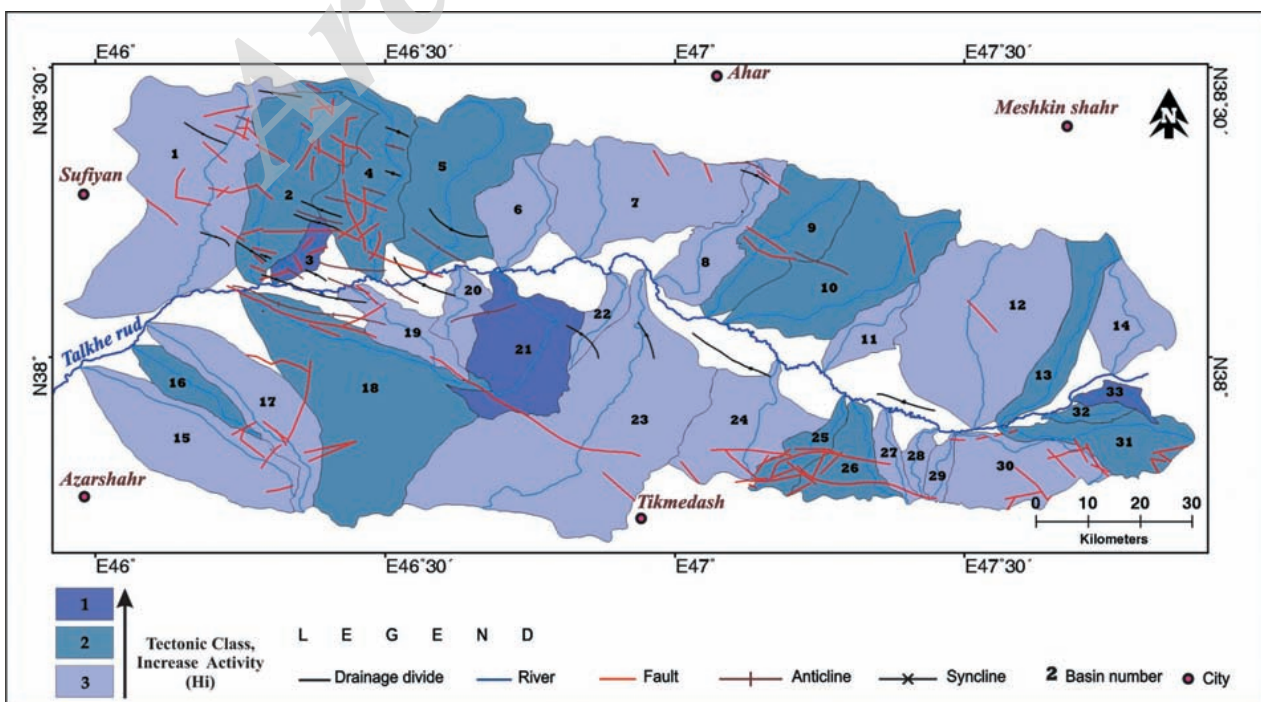 Arc
E46° E46°30´ E47° E47°30´
N38°30´
N38°30´
Ahar
Meshkin shahr
N
Sufiyan
1
2
3
4
5
6
7
8
9
10
11
12
13
14
Talkhe rud
N38°
N38°
15
16
17
18
19
20
21
22
23
24
25
26
27
28
29
30
31
32
33
Azarshahr
Tikmedash
0 10 20 30
Kilometers
E46° E46°30´ E47° E47°30´
1
2
3
Tectonic Class,
Increase Activity
(Hi)
L E G E N D
Drainage divide River Fault Anticline Syncline 2 Basin number City